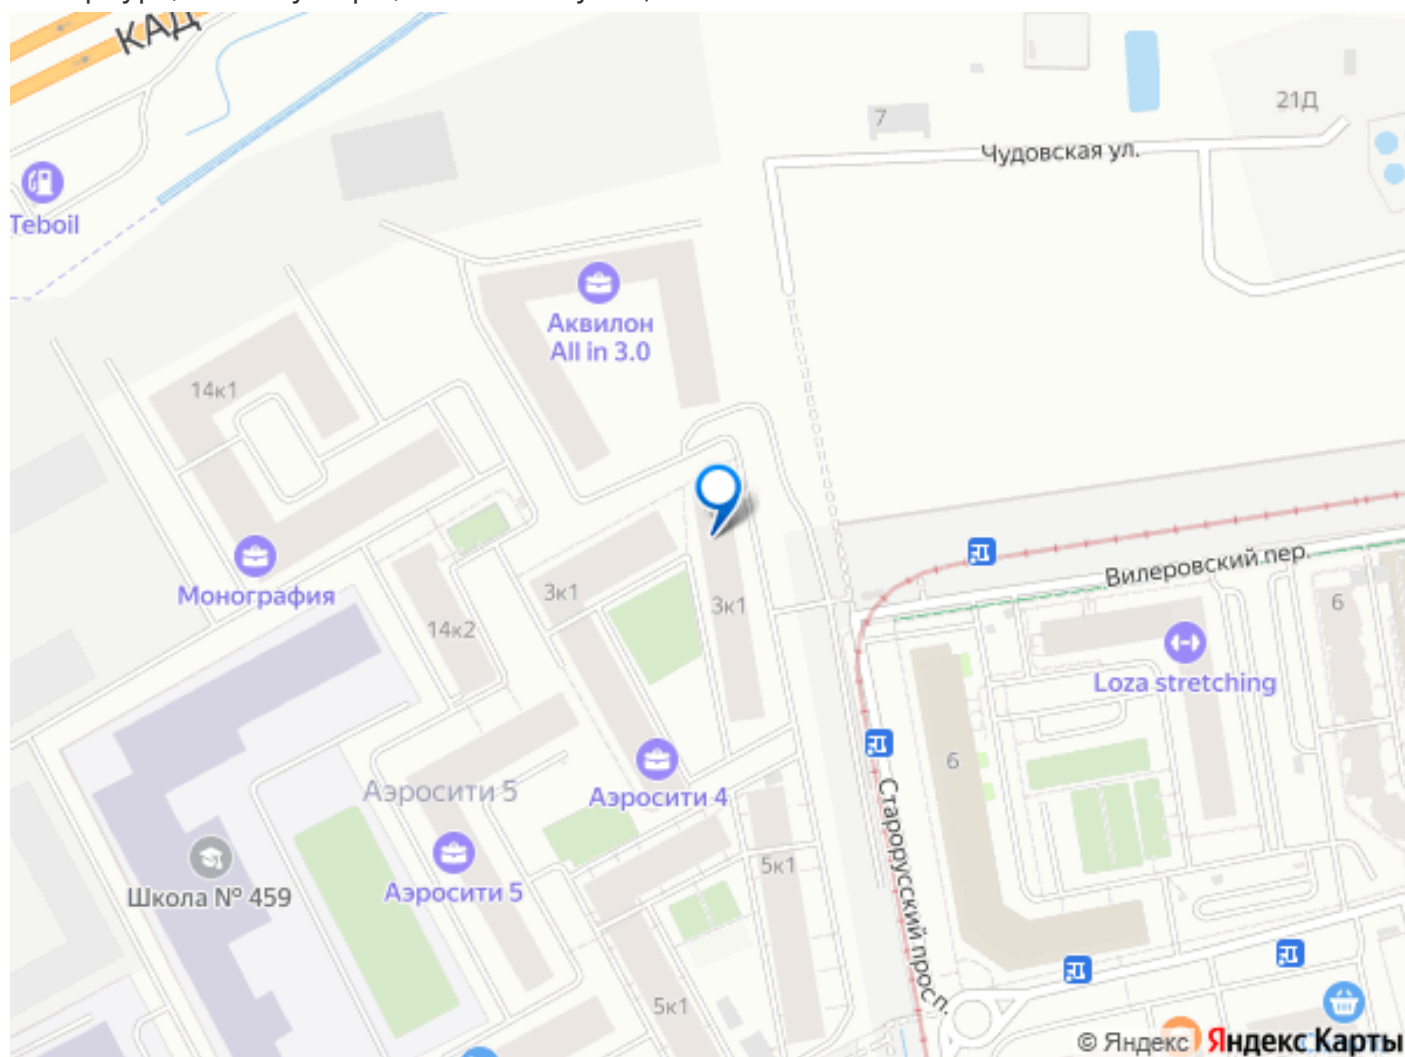 КАД
21Д
7
Чудовская ул.
Teboil
Аквилон
All in 3.0
14к1
Вилеровский пер.
Монография
3к1
3к1
6
14к2
Loza stretching
6
Аэросити 5
Аэросити 4
Старорусский просп.
Школа № 459
Аэросити 5
5к1
5к1
© Яндекс Яндекс Карты